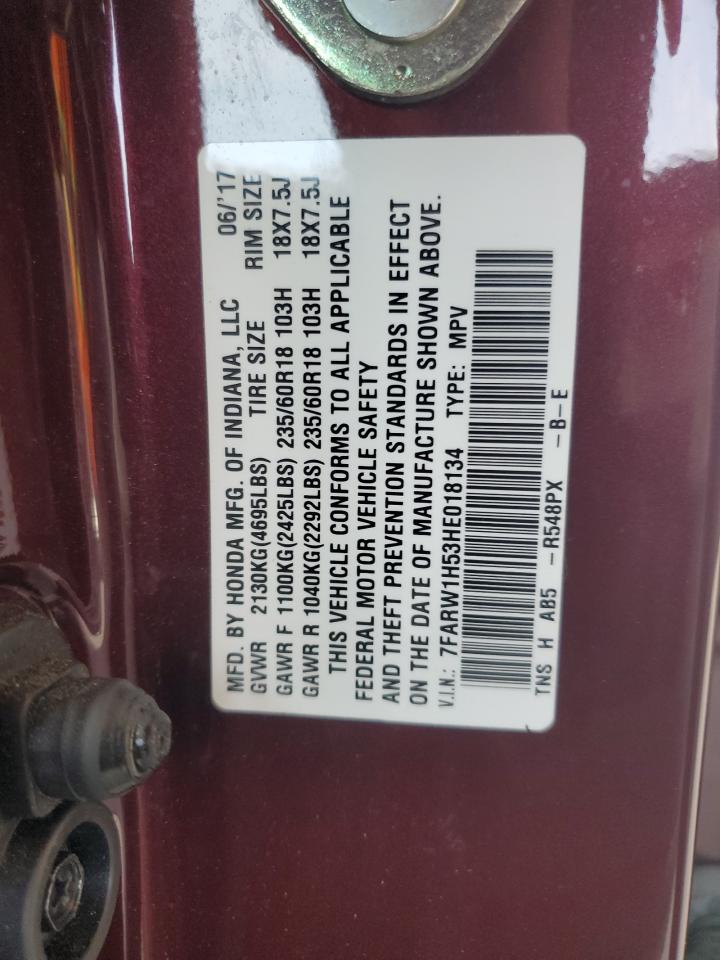 MFD. BY HONDA MFG. OF INDIANA, LLC 06/'17
GVWR 2130KG(4695LBS) TIRE SIZE RIM SIZE
GAWR F 1100KG(2425LBS) 235/60R18 103H 18X7.5J
GAWR R 1040KG(2292LBS) 235/60R18 103H 18X7.5J
THIS VEHICLE CONFORMS TO ALL APPLICABLE
FEDERAL MOTOR VEHICLE SAFETY
AND THEFT PREVENTION STANDARDS IN EFFECT
ON THE DATE OF MANUFACTURE SHOWN ABOVE.
V.I.N.: 7FARW1H53HE018134 TYPE: MPV
TNS H AB5 -R548PX -B-E